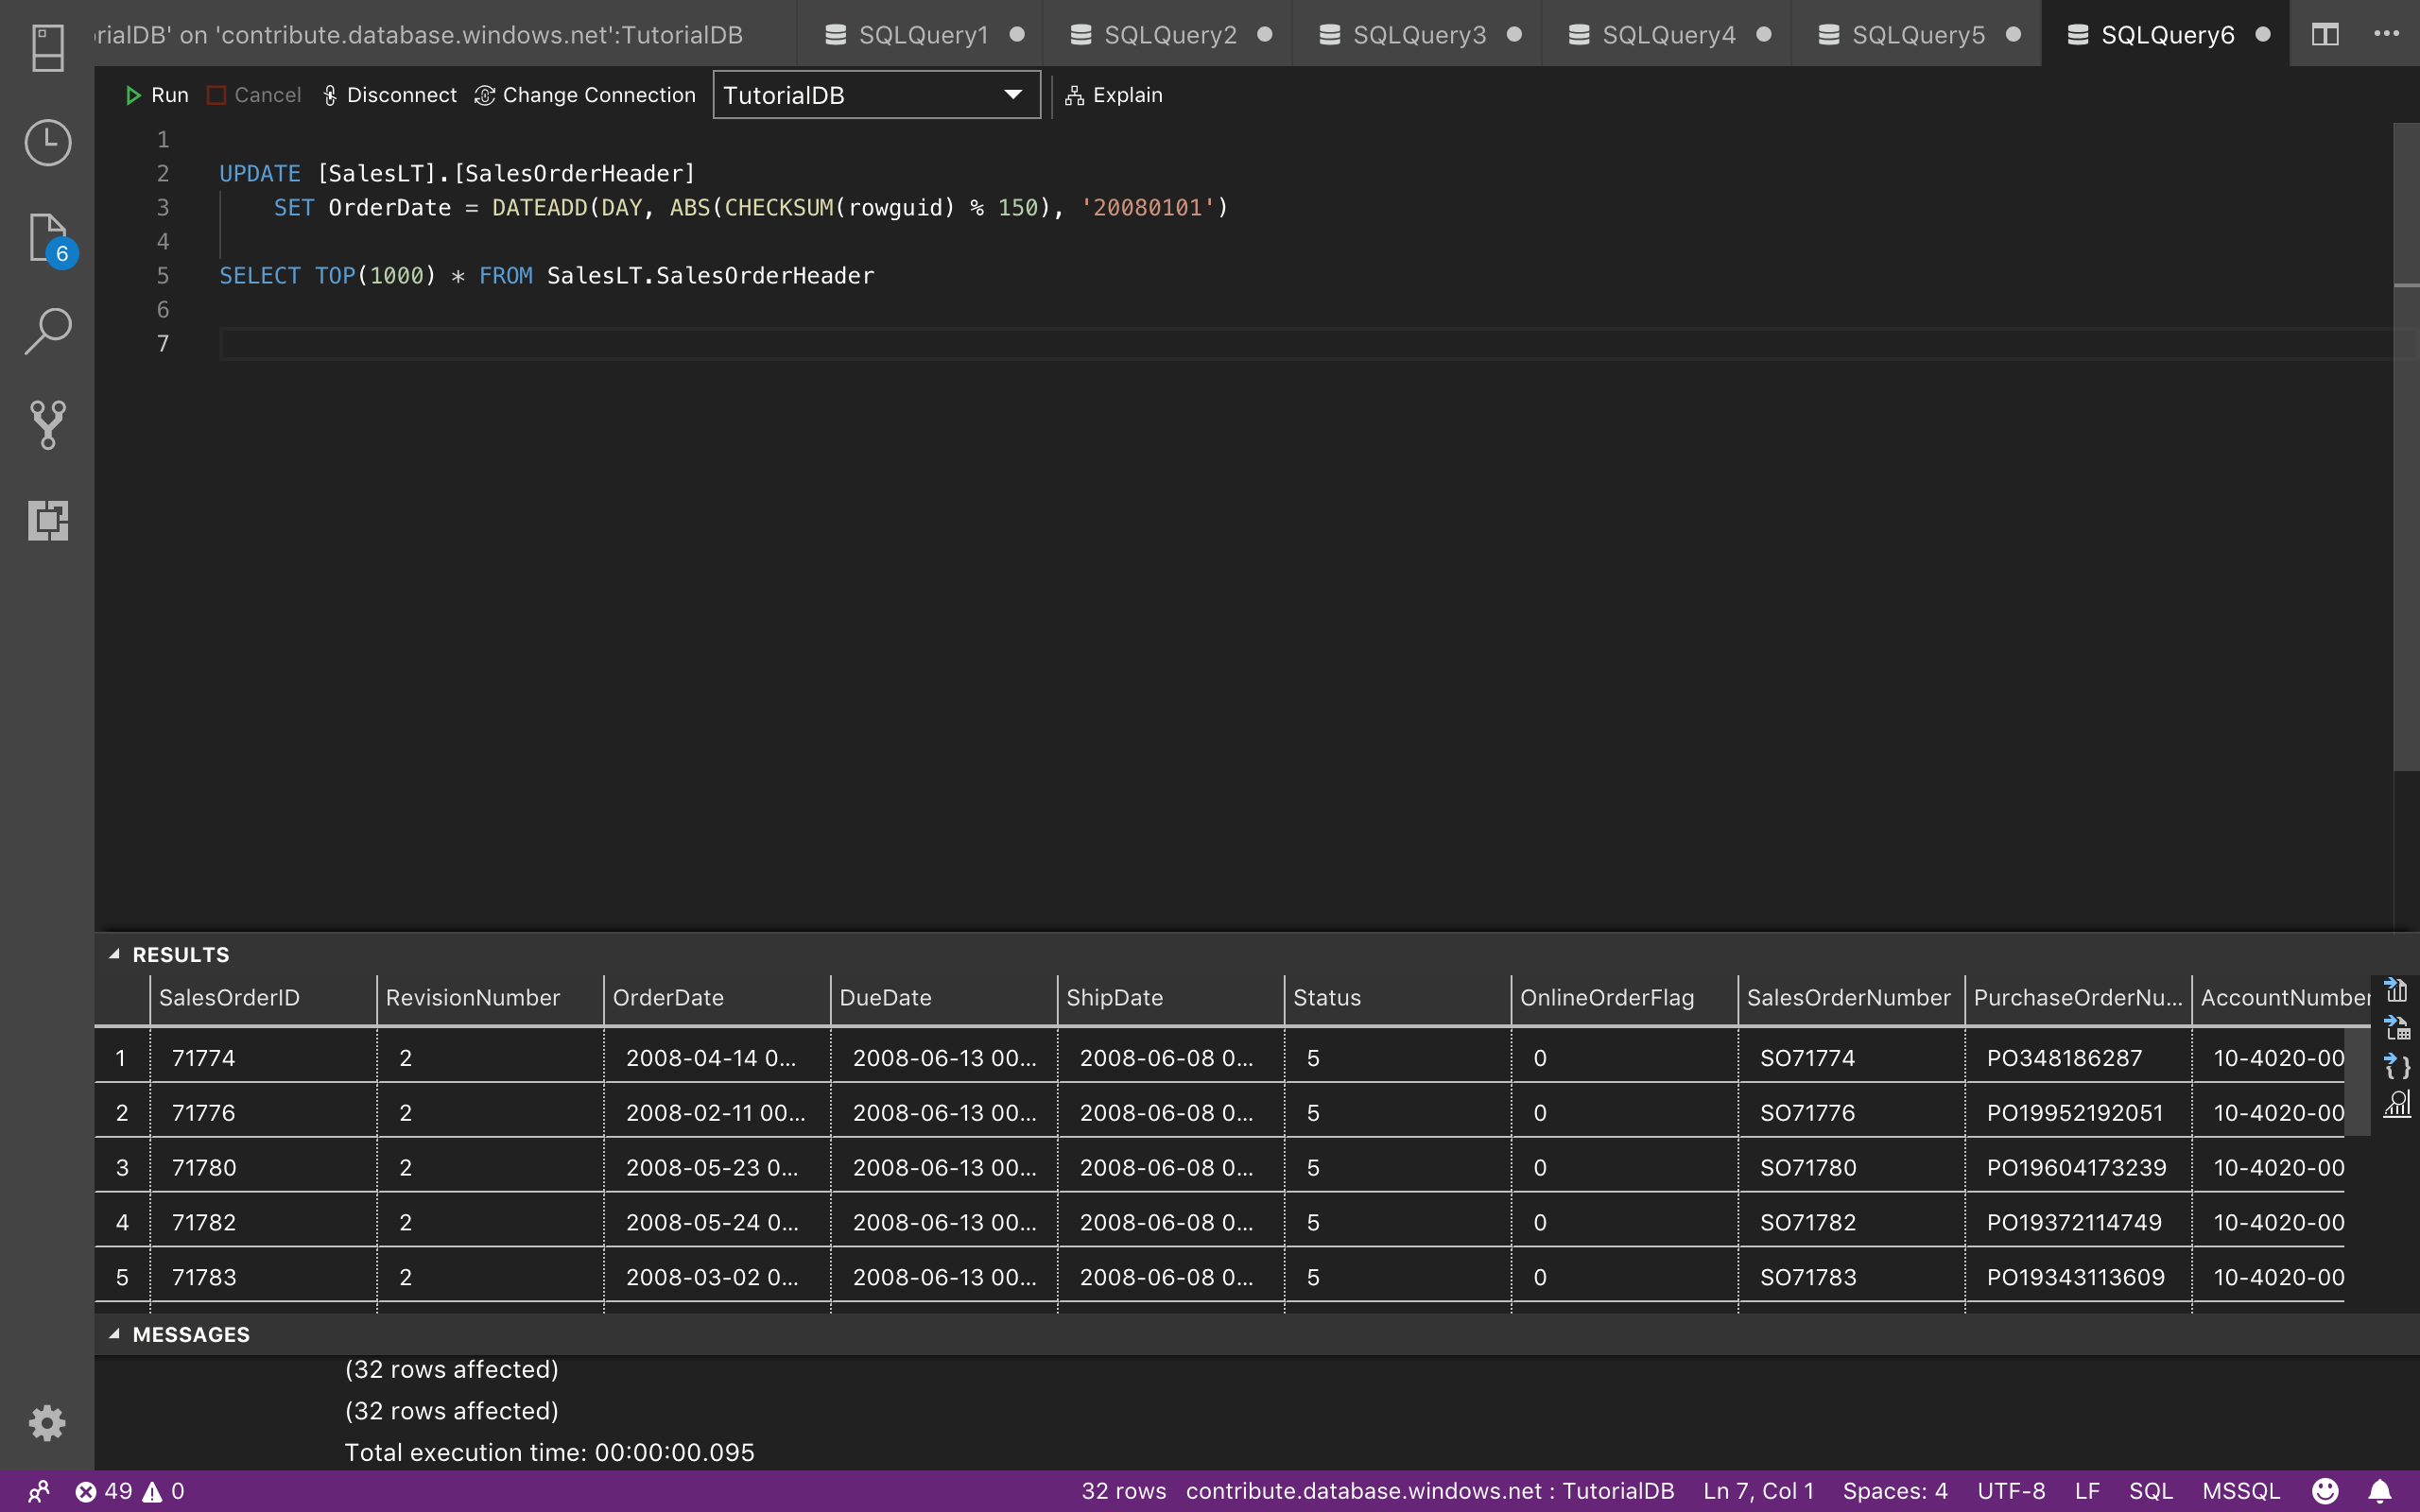 rialDB' on 'contribute.database.windows.net':TutorialDB SQLQuery1 SQLQuery2 SQLQuery3 SQLQuery4 SQLQuery5 SQLQuery6 ...
Run Cancel Disconnect Change Connection TutorialDB Explain
1
2 UPDATE [SalesLT].[SalesOrderHeader]
3 SET OrderDate = DATEADD(DAY, ABS(CHECKSUM(rowguid) % 150), '20080101')
4
5 SELECT TOP(1000) * FROM SalesLT.SalesOrderHeader
6
7
6
RESULTS
SalesOrderID RevisionNumber OrderDate DueDate ShipDate Status OnlineOrderFlag SalesOrderNumber PurchaseOrderNu... AccountNumber
1 71774 2 2008-04-14 0... 2008-06-13 00... 2008-06-08 0... 5 0 SO71774 PO348186287 10-4020-00
2 71776 2 2008-02-11 00... 2008-06-13 00... 2008-06-08 0... 5 0 SO71776 PO19952192051 10-4020-00
3 71780 2 2008-05-23 0... 2008-06-13 00... 2008-06-08 0... 5 0 SO71780 PO19604173239 10-4020-00
4 71782 2 2008-05-24 0... 2008-06-13 00... 2008-06-08 0... 5 0 SO71782 PO19372114749 10-4020-00
5 71783 2 2008-03-02 0... 2008-06-13 00... 2008-06-08 0... 5 0 SO71783 PO19343113609 10-4020-00
MESSAGES
(32 rows affected)
(32 rows affected)
Total execution time: 00:00:00.095
49 0 32 rows contribute.database.windows.net : TutorialDB Ln 7, Col 1 Spaces: 4 UTF-8 LF SQL MSSQL